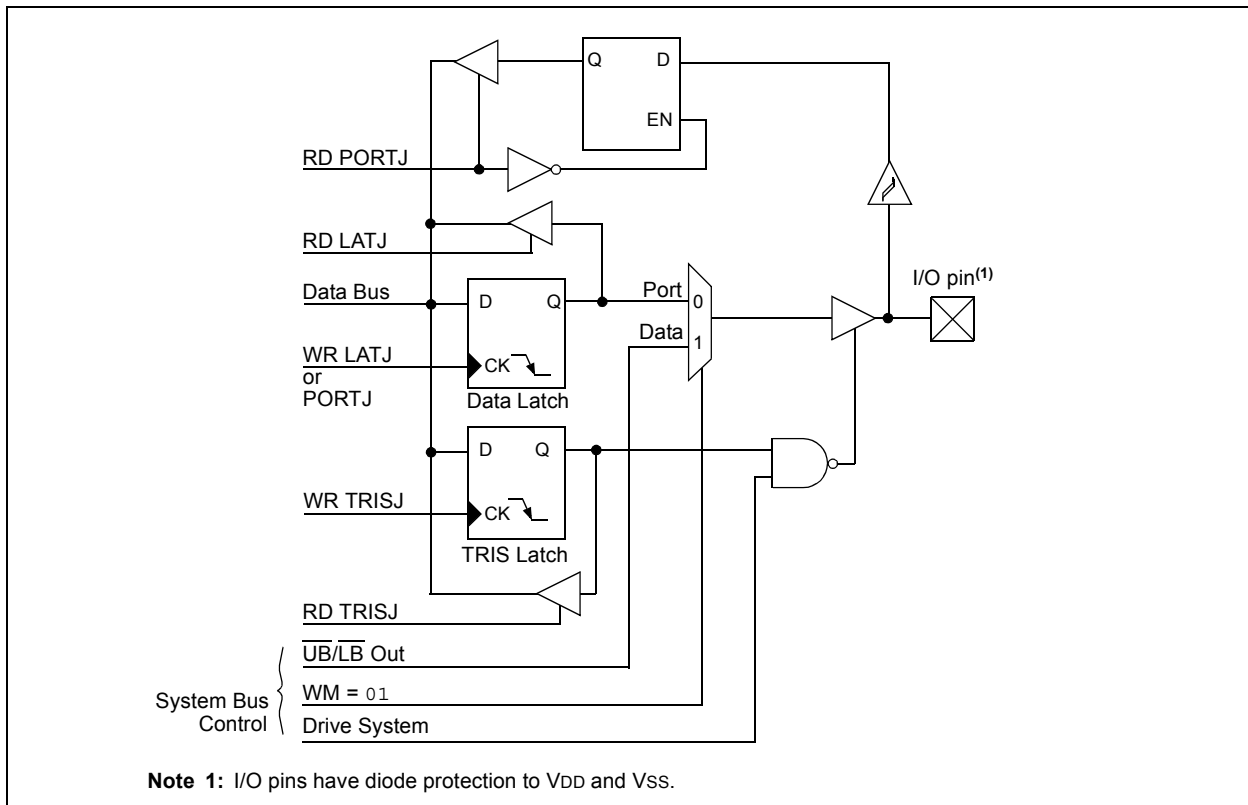 Q D
EN
RD PORTJ
RD LATJ
I/O pin(1)
Data Bus
D Q
Port
0
Data
1
WR LATJ
or
PORTJ
CK
Data Latch
D Q
WR TRISJ
CK
TRIS Latch
RD TRISJ
U̅B̅/L̅B̅ Out
System Bus
Control
WM = 01
Drive System
Note 1: I/O pins have diode protection to VDD and VSS.